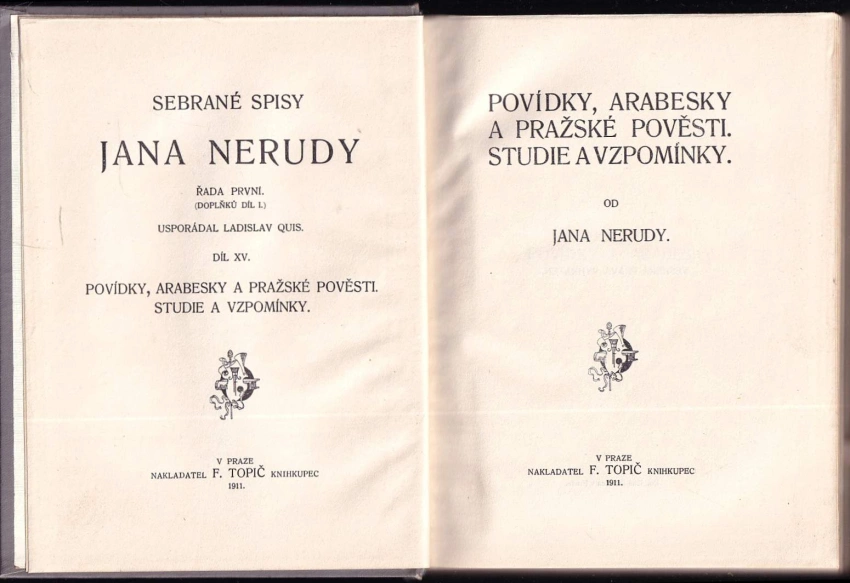 SEBRANÉ SPISY
JANA NERUDY
ŘADA PRVNÍ.
(DOPLŇKŮ DÍL I.)
USPOŘÁDAL LADISLAV QUIS.
DÍL XV.
POVÍDKY, ARABESKY A PRAŽSKÉ POVĚSTI.
STUDIE A VZPOMÍNKY.
V PRAZE
NAKLADATEL F. TOPIČ KNIHKUPEC
1911.
POVÍDKY, ARABESKY
A PRAŽSKÉ POVĚSTI.
STUDIE A VZPOMÍNKY.
OD
JANA NERUDY.
V PRAZE
NAKLADATEL F. TOPIČ KNIHKUPEC
1911.